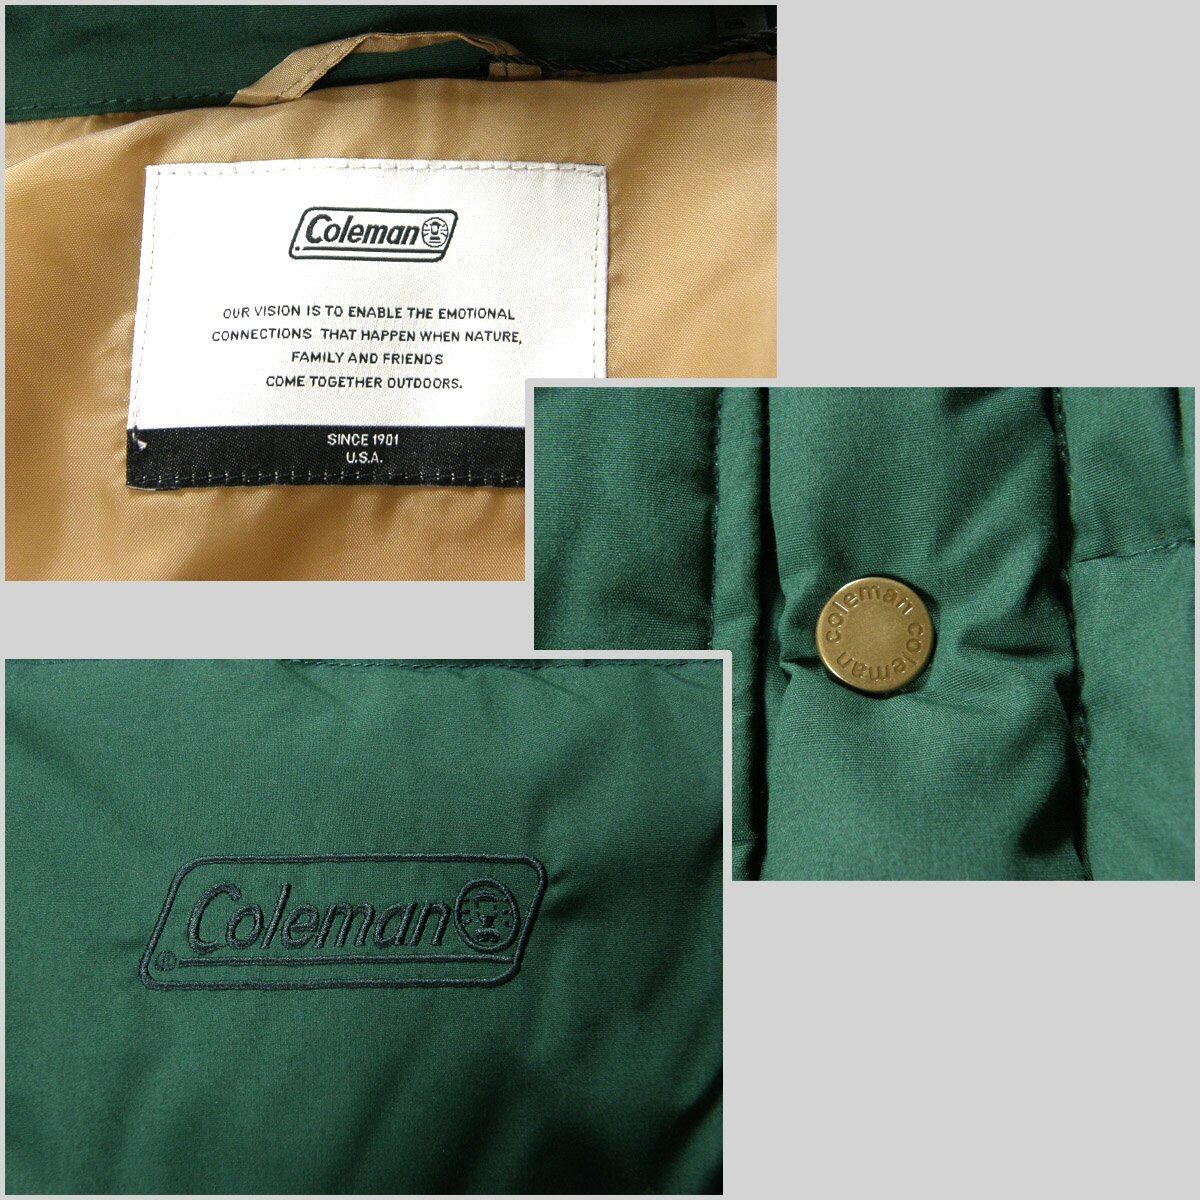 Coleman
OUR VISION IS TO ENABLE THE EMOTIONAL
CONNECTIONS THAT HAPPEN WHEN NATURE,
FAMILY AND FRIENDS
COME TOGETHER OUTDOORS.
SINCE 1901
U.S.A.
coleman coleman
Coleman
®